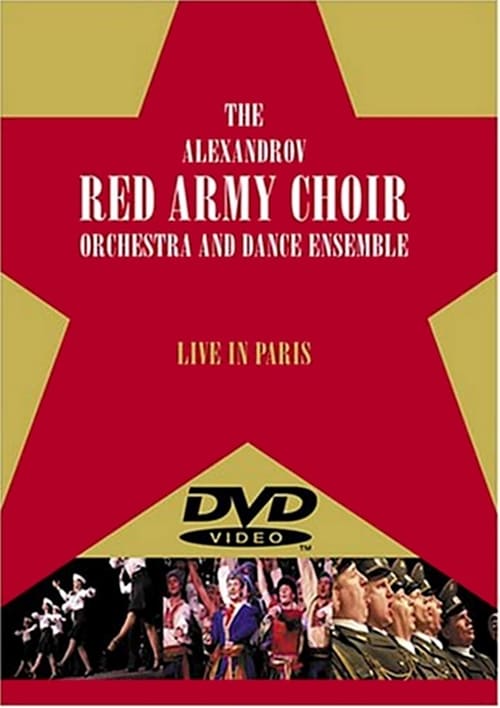 THE
ALEXANDROV
RED ARMY CHOIR
ORCHESTRA AND DANCE ENSEMBLE
LIVE IN PARIS
DVD
VIDEO
TM